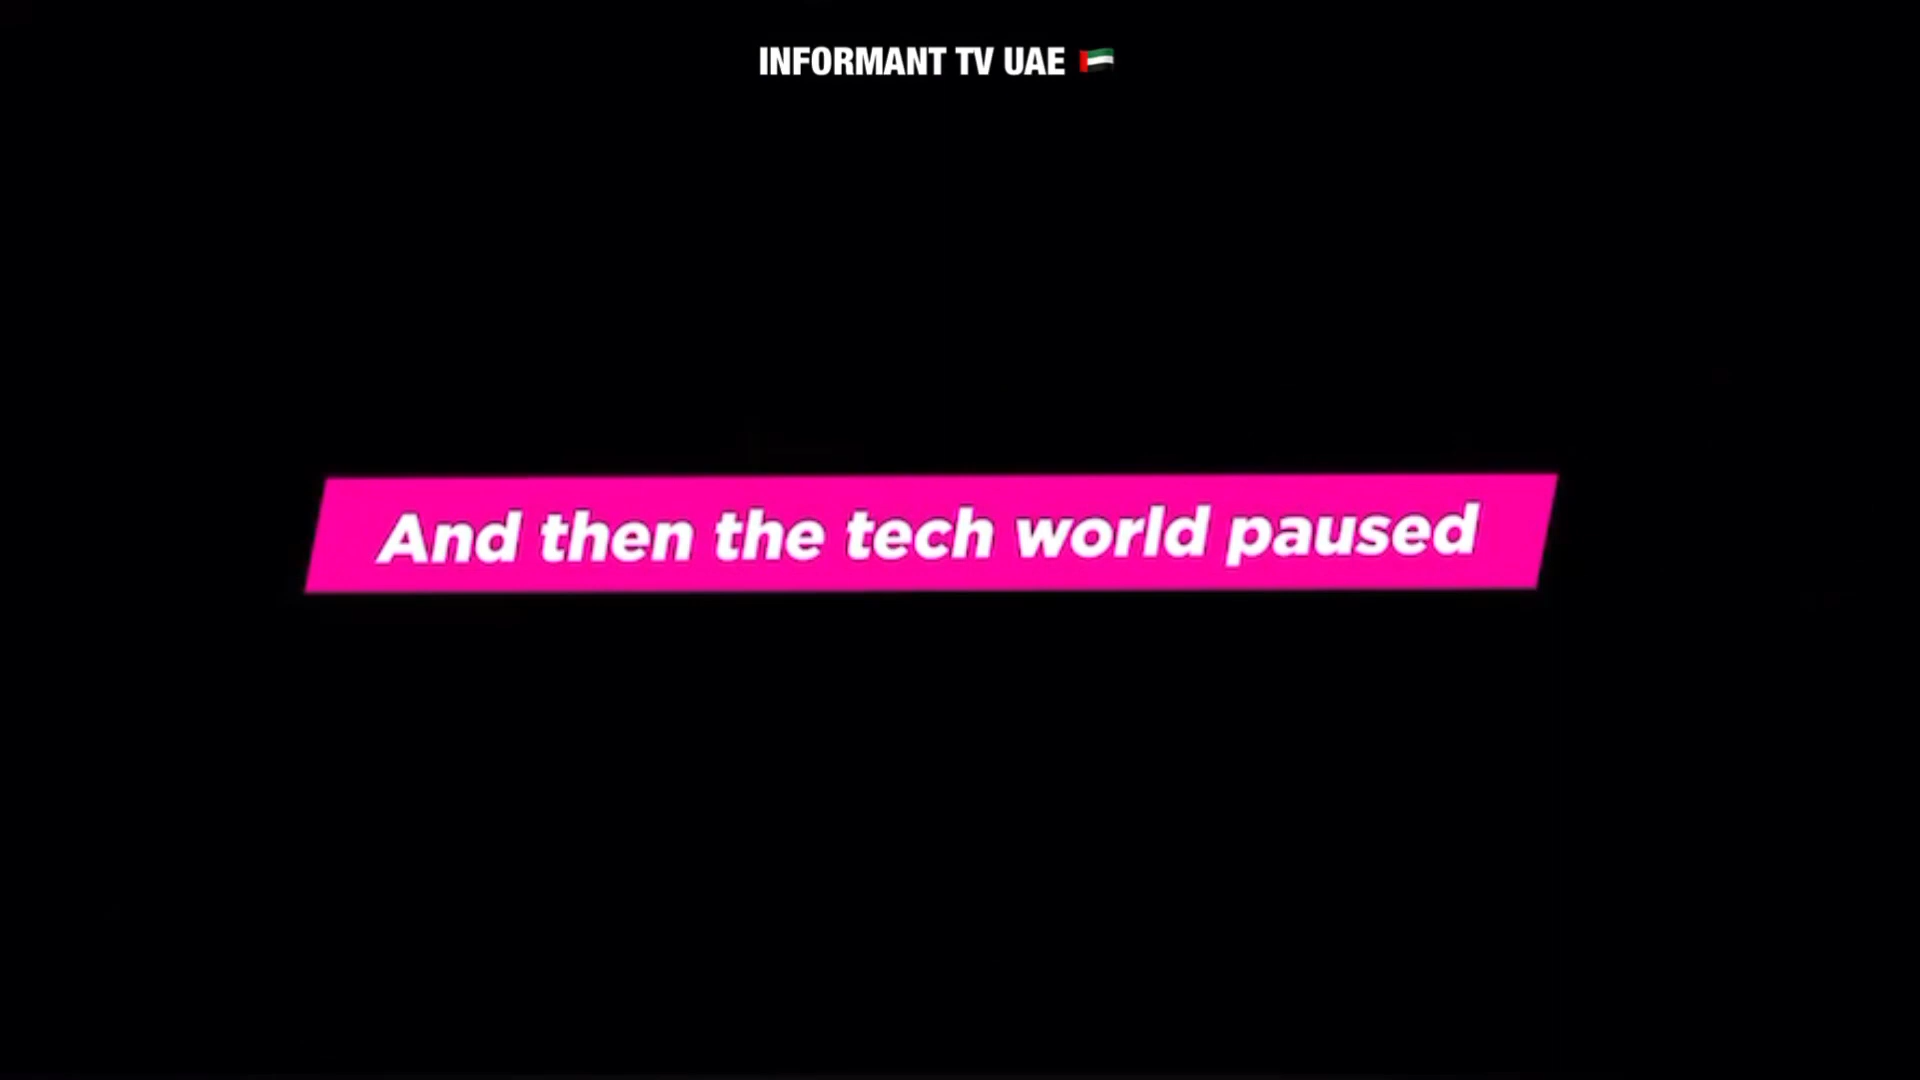 INFORMANT TV UAE 🇦🇪
And then the tech world paused